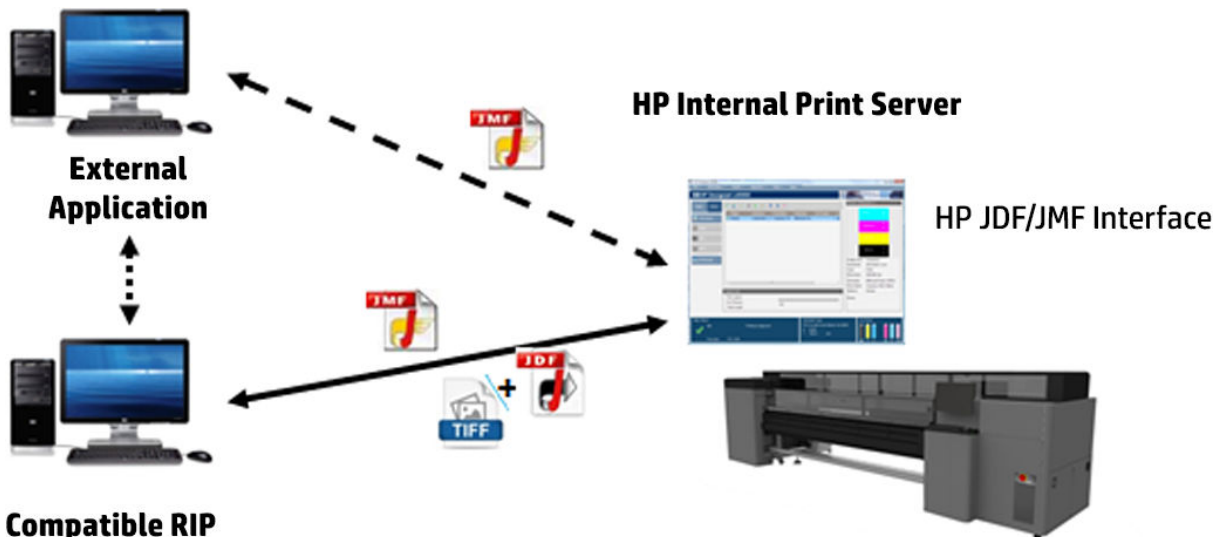 JMF
HP Internal Print Server
External
Application
HP JDF/JMF Interface
JMF
JDF
+
TIFF
Compatible RIP